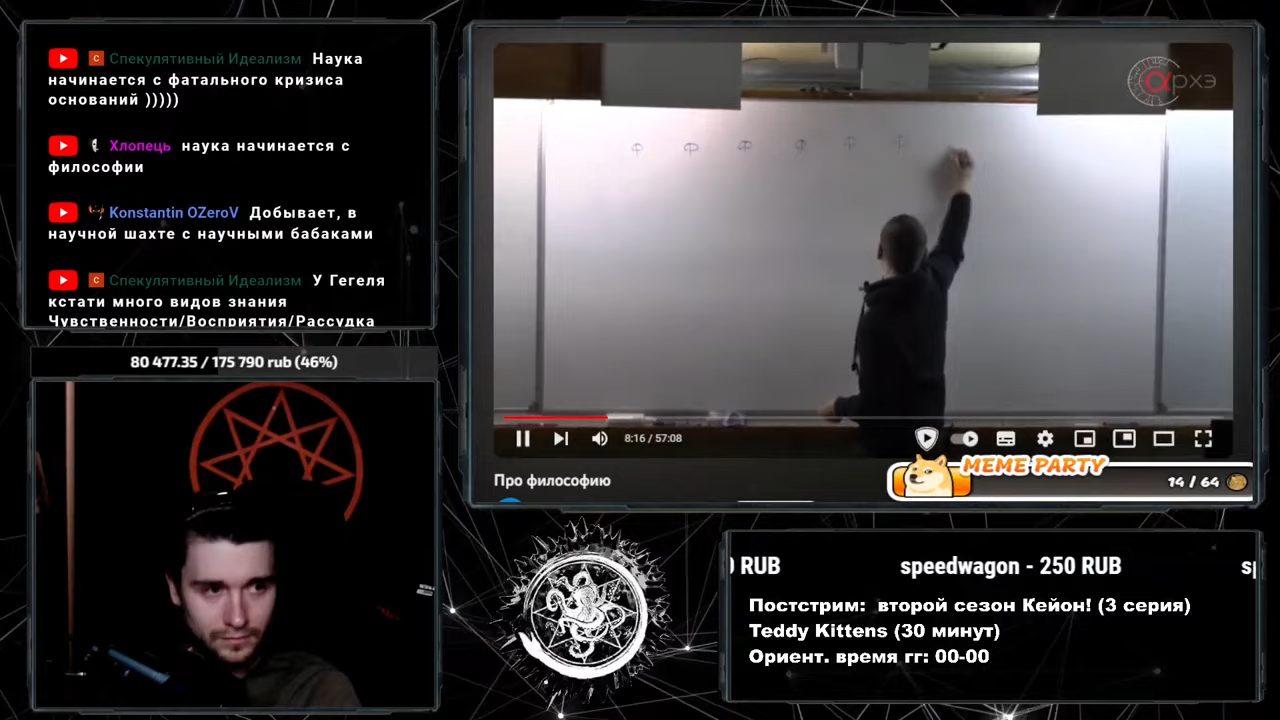 Спекулятивный Идеализм Наука
начинается с фатального кризиса
оснований )))))
Хлопець наука начинается с
философии
Konstantin OZeroV Добывает, в
научной шахте с научными бабаками
Спекулятивный Идеализм У Гегеля
кстати много видов знания
Чувственности/Восприятия/Рассудка
80 477.35 / 175 790 rub (46%)
αрхэ
Ф Ф Ф Ф Ф Ф
8:16 / 57:08
Про философию
MEME PARTY
14 / 64
RUB speedwagon - 250 RUB
Постстрим: второй сезон Кейон! (3 серия)
Teddy Kittens (30 минут)
Ориент. время гг: 00-00